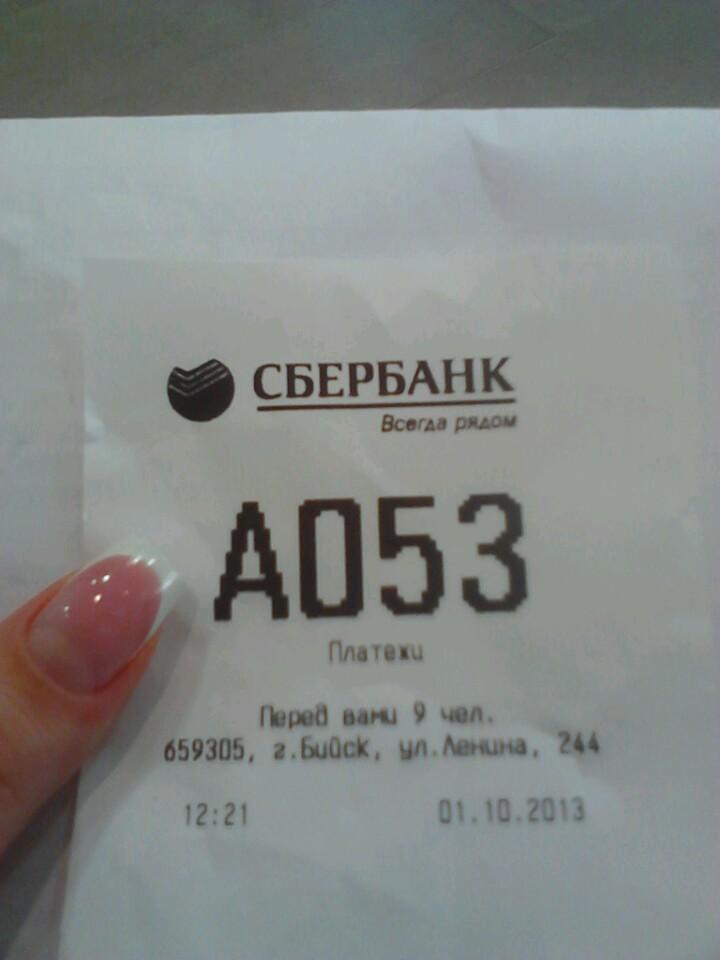 СБЕРБАНК
Всегда рядом
А053
Платежи
Перед вами 9 чел.
659305, г.Бийск, ул.Ленина, 244
12:21 01.10.2013